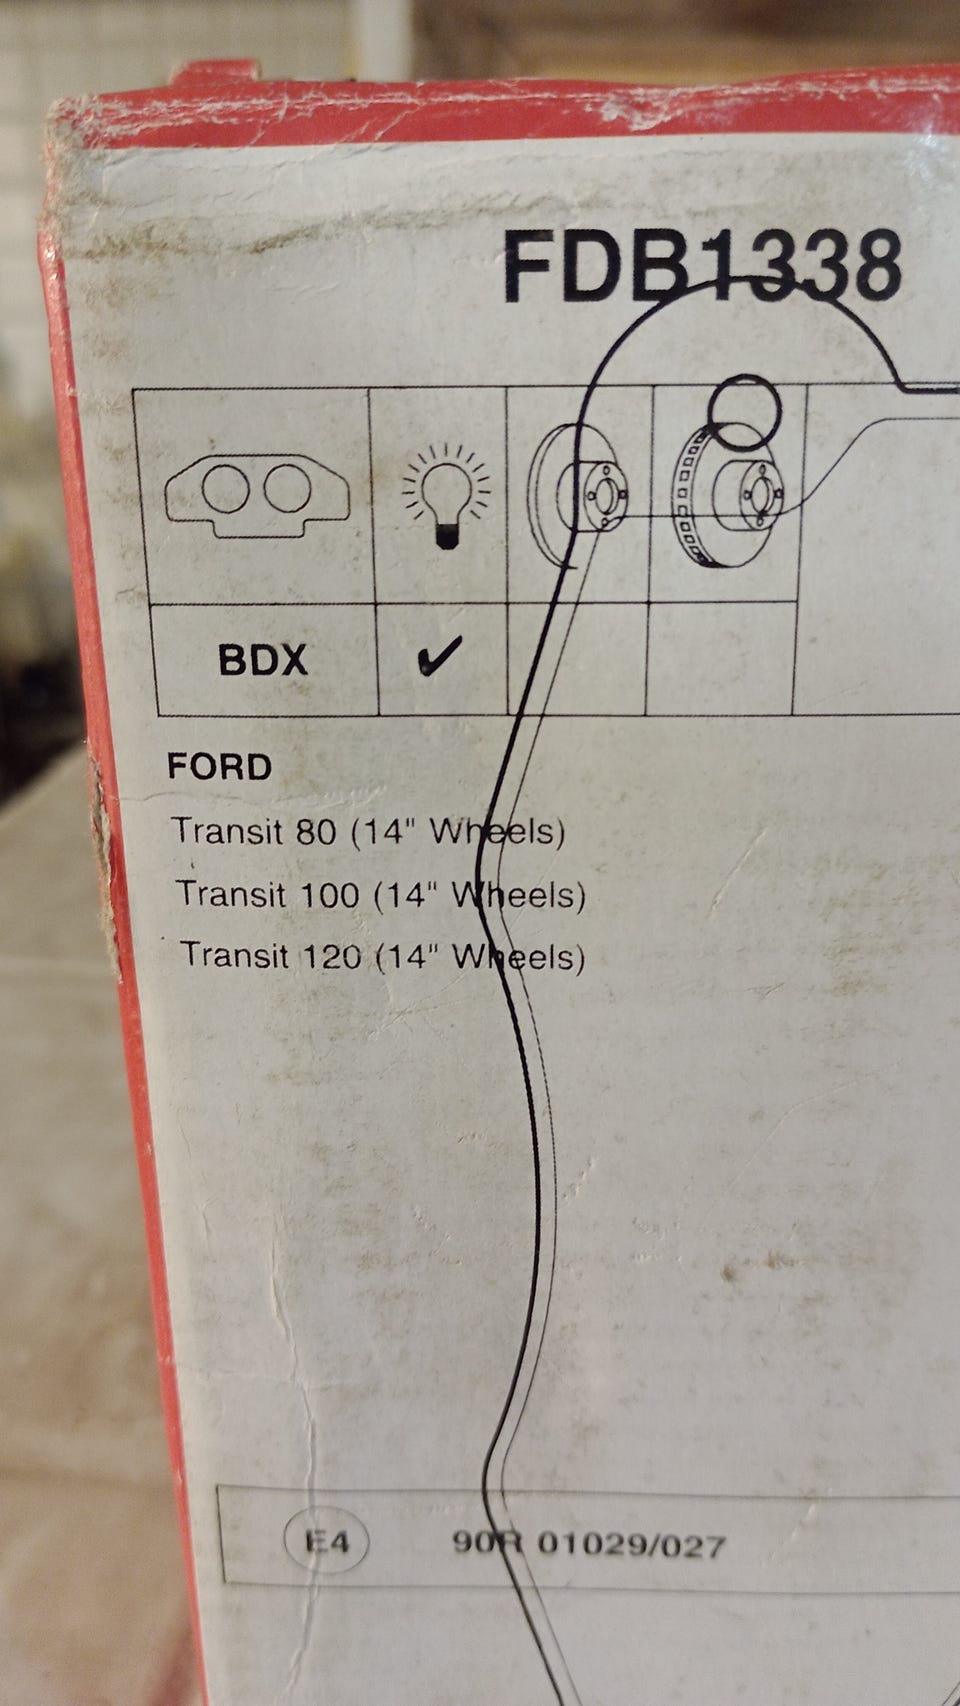 FDB1338
BDX ✔
FORD
Transit 80 (14" Wheels)
Transit 100 (14" Wheels)
Transit 120 (14" Wheels)
E4 90R 01029/027